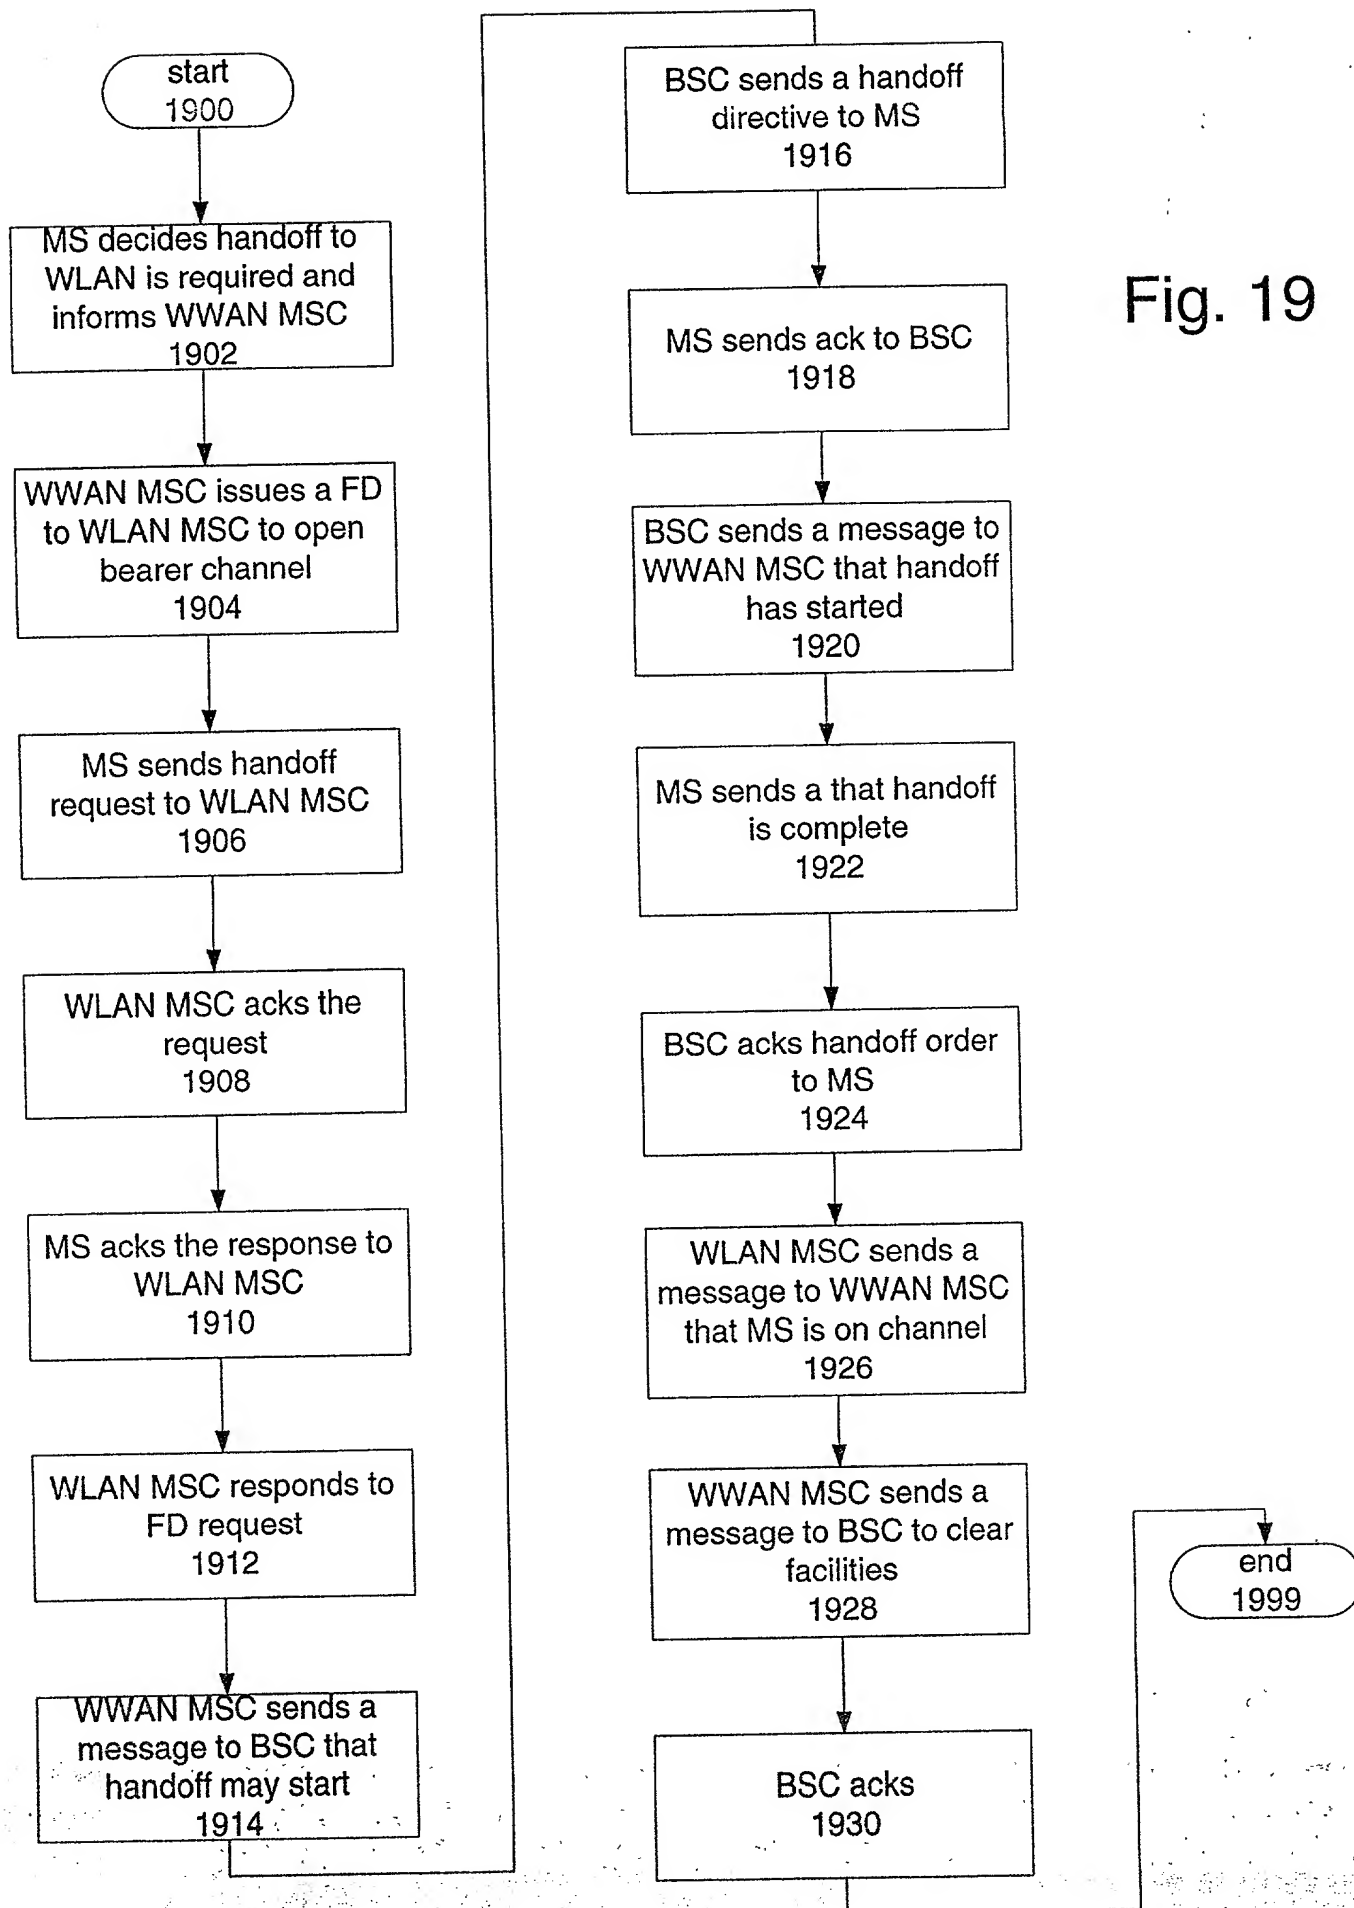 start
1900
MS decides handoff to
WLAN is required and
informs WWAN MSC
1902
WWAN MSC issues a FD
to WLAN MSC to open
bearer channel
1904
MS sends handoff
request to WLAN MSC
1906
WLAN MSC acks the
request
1908
MS acks the response to
WLAN MSC
1910
WLAN MSC responds to
FD request
1912
WWAN MSC sends a
message to BSC that
handoff may start
1914
BSC sends a handoff
directive to MS
1916
MS sends ack to BSC
1918
BSC sends a message to
WWAN MSC that handoff
has started
1920
MS sends a that handoff
is complete
1922
BSC acks handoff order
to MS
1924
WLAN MSC sends a
message to WWAN MSC
that MS is on channel
1926
WWAN MSC sends a
message to BSC to clear
facilities
1928
BSC acks
1930
Fig. 19
end
1999